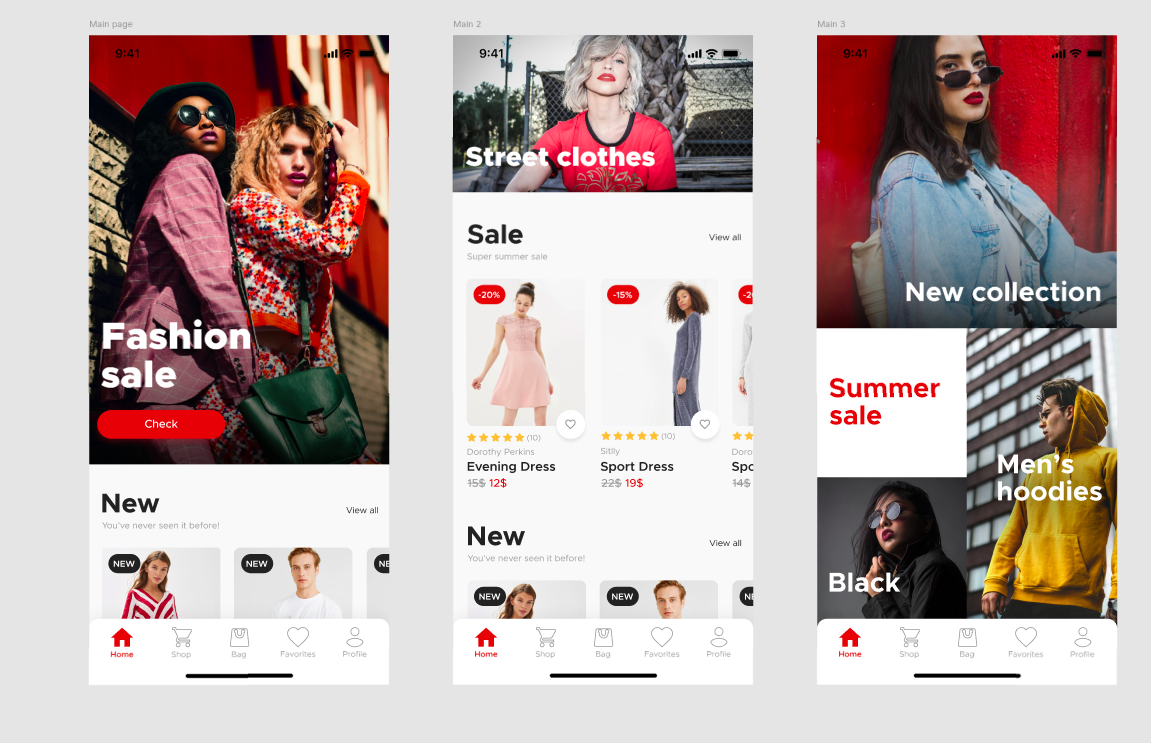 Main page
9:41
Fashion
sale
Check
New
View all
You've never seen it before!
NEW
NEW
NE
Home
Shop
Bag
Favorites
Profile
Main 2
9:41
Street clothes
Sale
View all
Super summer sale
-20%
-15%
-20
(10)
(10)
Dorothy Perkins
Sitlly
Doro
Evening Dress
Sport Dress
Spo
15$ 12$
22$ 19$
14$
New
View all
You've never seen it before!
NEW
NEW
NE
Home
Shop
Bag
Favorites
Profile
Main 3
9:41
New collection
Summer
sale
Men's
hoodies
Black
Home
Shop
Bag
Favorites
Profile